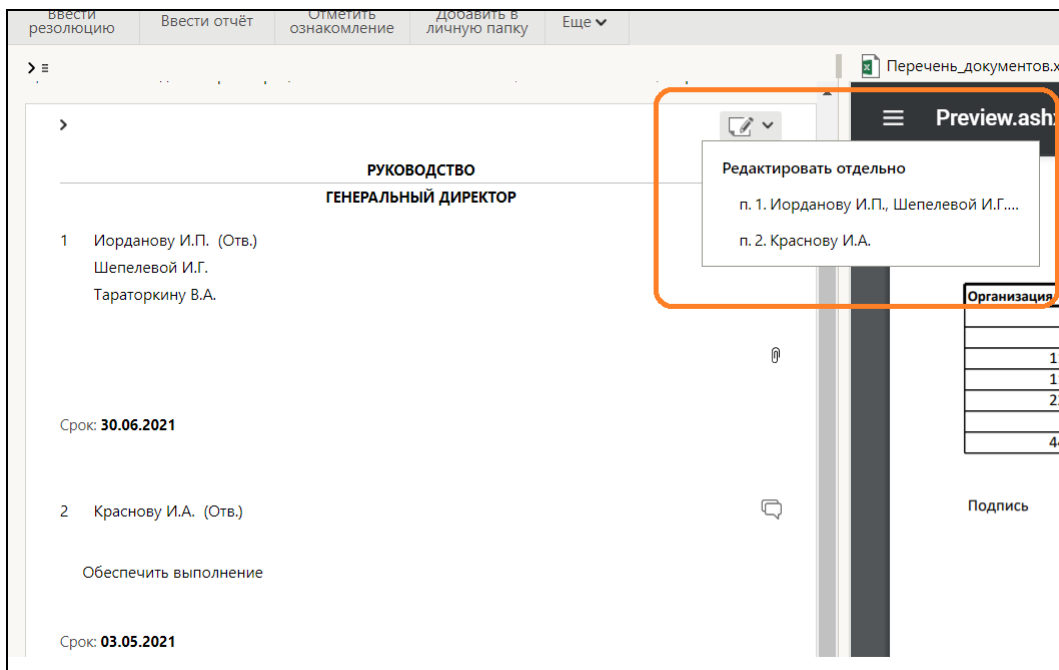 Ввести
резолюцию
Ввести отчёт
Отметить
ознакомление
Добавить в
личную папку
Еще
Перечень_документов.x
Preview.ash
РУКОВОДСТВО
ГЕНЕРАЛЬНЫЙ ДИРЕКТОР
Редактировать отдельно
п. 1. Иорданову И.П., Шепелевой И.Г....
п. 2. Краснову И.А.
1 Иорданову И.П. (Отв.)
Шепелевой И.Г.
Тараторкину В.А.
Срок: 30.06.2021
2 Краснову И.А. (Отв.)
Обеспечить выполнение
Срок: 03.05.2021
Организация
Подпись